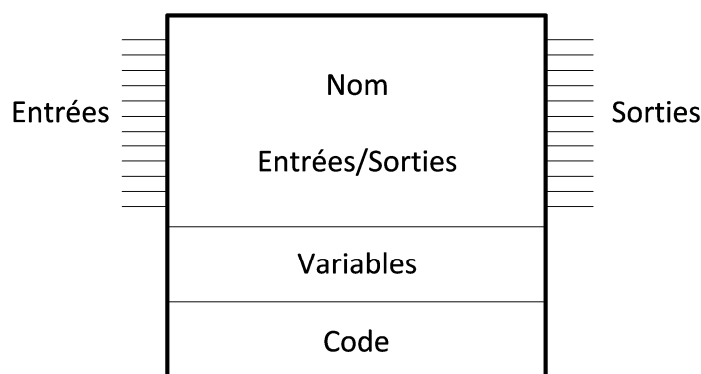 Nom
Entrées
Sorties
Entrées/Sorties
Variables
Code